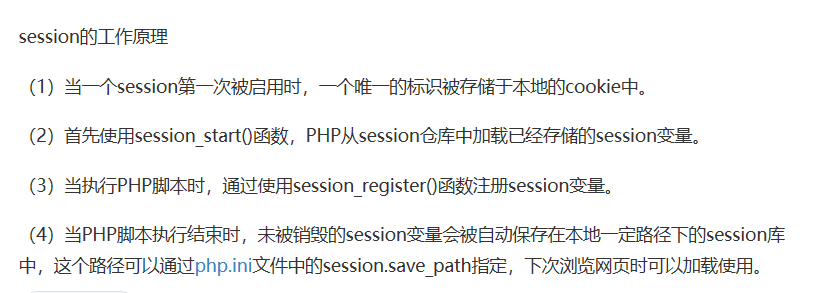 session的工作原理
（1）当一个session第一次被启用时，一个唯一的标识被存储于本地的cookie中。
（2）首先使用session_start()函数，PHP从session仓库中加载已经存储的session变量。
（3）当执行PHP脚本时，通过使用session_register()函数注册session变量。
（4）当PHP脚本执行结束时，未被销毁的session变量会被自动保存在本地一定路径下的session库
中，这个路径可以通过php.ini文件中的session.save_path指定，下次浏览网页时可以加载使用。